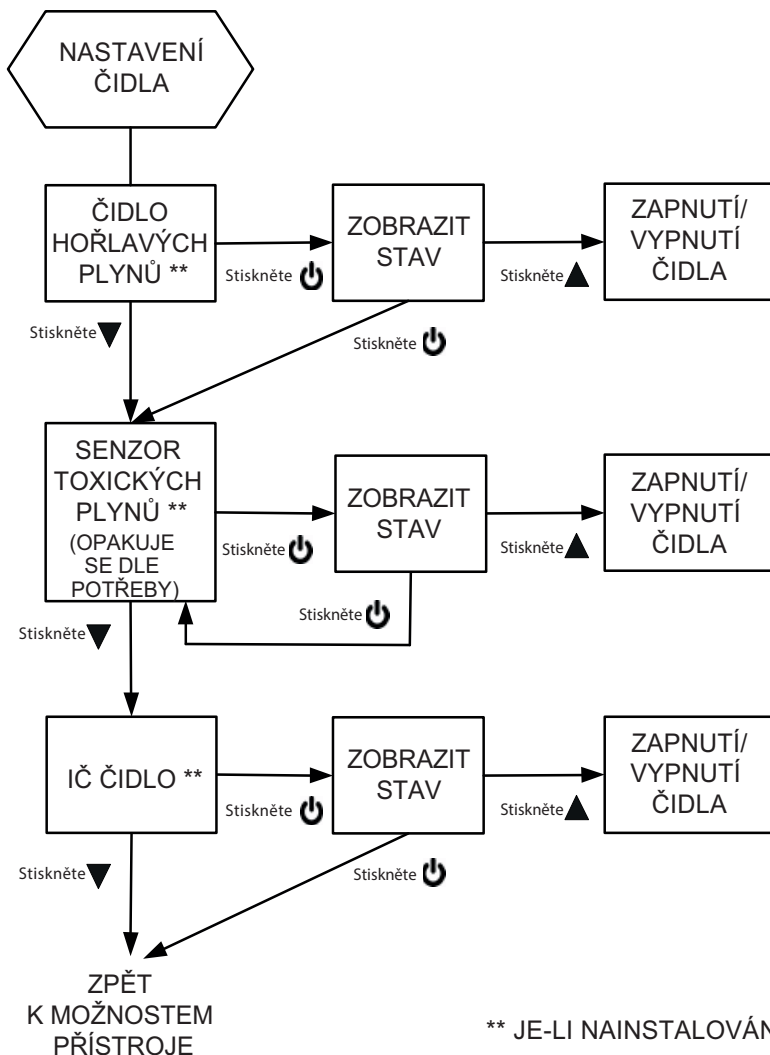 NASTAVENÍ
ČIDLA
ČIDLO
HOŘLAVÝCH
PLYNŮ **
Stiskněte
ZOBRAZIT
STAV
Stiskněte
ZAPNUTÍ/
VYPNUTÍ
ČIDLA
Stiskněte
Stiskněte
SENZOR
TOXICKÝCH
PLYNŮ **
(OPAKUJE
SE DLE
POTŘEBY)
Stiskněte
ZOBRAZIT
STAV
Stiskněte
ZAPNUTÍ/
VYPNUTÍ
ČIDLA
Stiskněte
Stiskněte
IČ ČIDLO **
Stiskněte
ZOBRAZIT
STAV
Stiskněte
ZAPNUTÍ/
VYPNUTÍ
ČIDLA
Stiskněte
Stiskněte
ZPĚT
K MOŽNOSTEM
PŘÍSTROJE
** JE-LI NAINSTALOVÁN